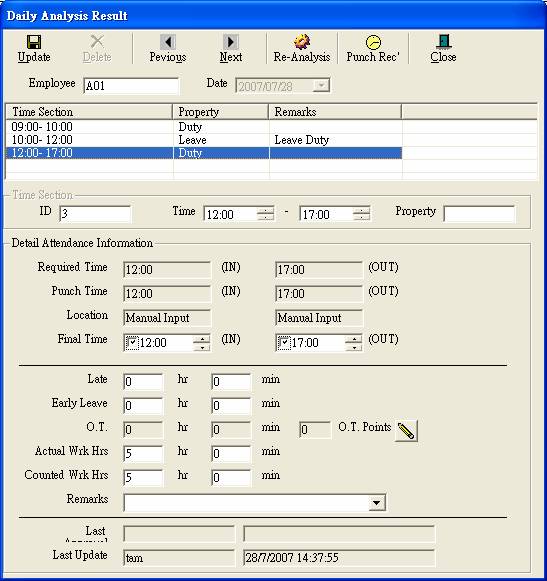 Daily Analysis Result
Update Delete Pevious Next Re-Analysis Punch Rec' Close
Employee A01 Date 2007/07/28
Time Section Property Remarks
09:00- 10:00 Duty
10:00- 12:00 Leave Leave Duty
12:00- 17:00 Duty
Time Section
ID 3 Time 12:00 - 17:00 Property
Detail Attendance Information
Required Time 12:00 (IN) 17:00 (OUT)
Punch Time 12:00 (IN) 17:00 (OUT)
Location Manual Input Manual Input
Final Time 12:00 (IN) 17:00 (OUT)
Late 0 hr 0 min
Early Leave 0 hr 0 min
O.T. 0 hr 0 min 0 O.T. Points
Actual Wrk Hrs 5 hr 0 min
Counted Wrk Hrs 5 hr 0 min
Remarks
Last
Last Update tam 28/7/2007 14:37:55